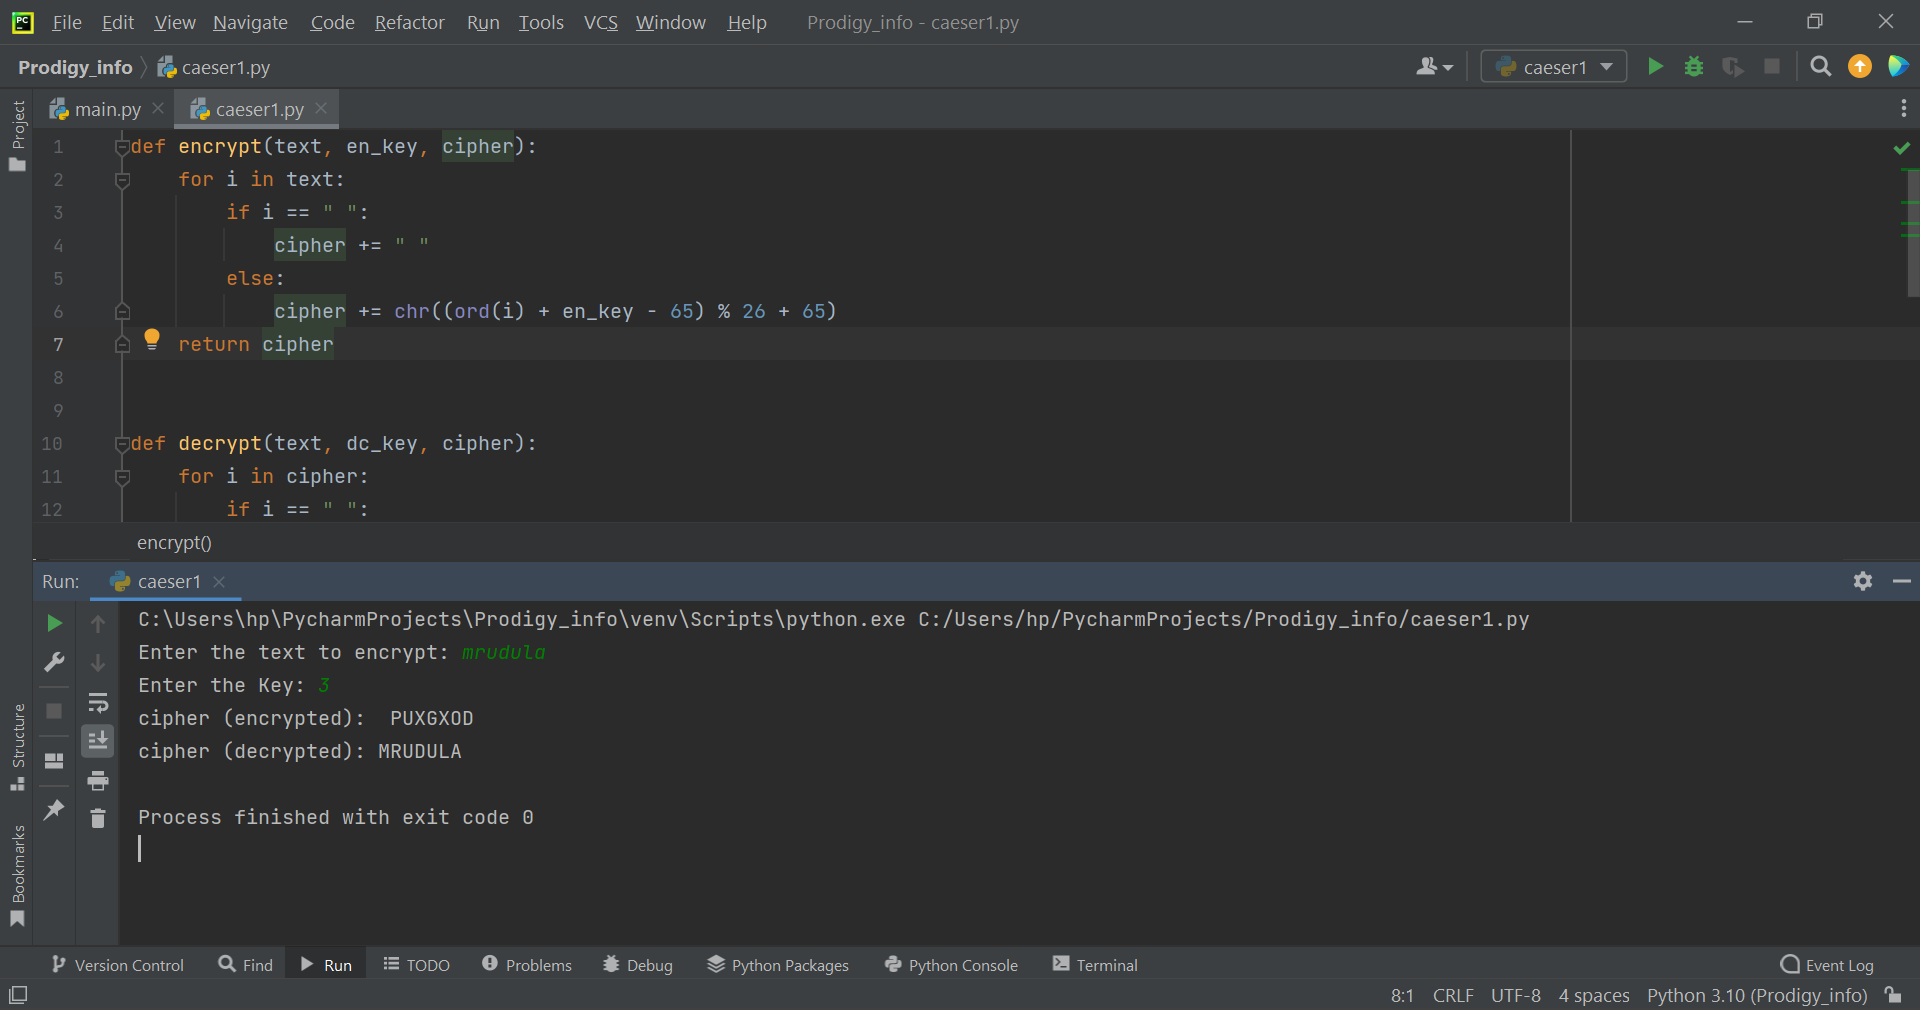 PC File Edit View Navigate Code Refactor Run Tools VCS Window Help Prodigy_info - caeser1.py
Prodigy_info caeser1.py caeser1
Project
main.py caeser1.py
1 def encrypt(text, en_key, cipher):
2 for i in text:
3 if i == " ":
4 cipher += " "
5 else:
6 cipher += chr((ord(i) + en_key - 65) % 26 + 65)
7 return cipher
8
9
10 def decrypt(text, dc_key, cipher):
11 for i in cipher:
12 if i == " ":
encrypt()
Run: caeser1
C:\Users\hp\PycharmProjects\Prodigy_info\venv\Scripts\python.exe C:/Users/hp/PycharmProjects/Prodigy_info/caeser1.py
Enter the text to encrypt: mrudula
Enter the Key: 3
cipher (encrypted):  PUXGXOD
cipher (decrypted): MRUDULA
Process finished with exit code 0
Structure
Bookmarks
Version Control Find Run TODO Problems Debug Python Packages Python Console Terminal Event Log
8:1 CRLF UTF-8 4 spaces Python 3.10 (Prodigy_info)